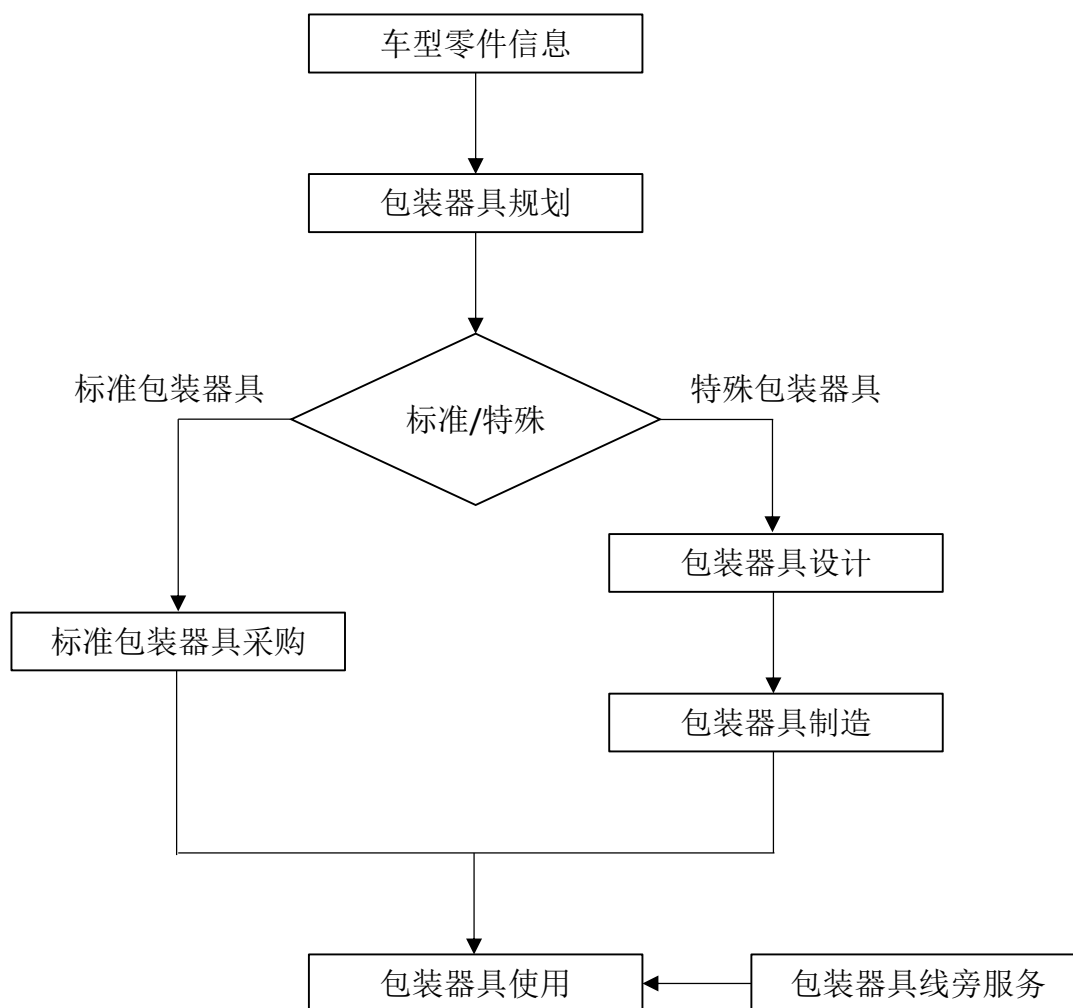 车型零件信息
包装器具规划
标准包装器具
特殊包装器具
标准/特殊
包装器具设计
标准包装器具采购
包装器具制造
包装器具使用
包装器具线旁服务